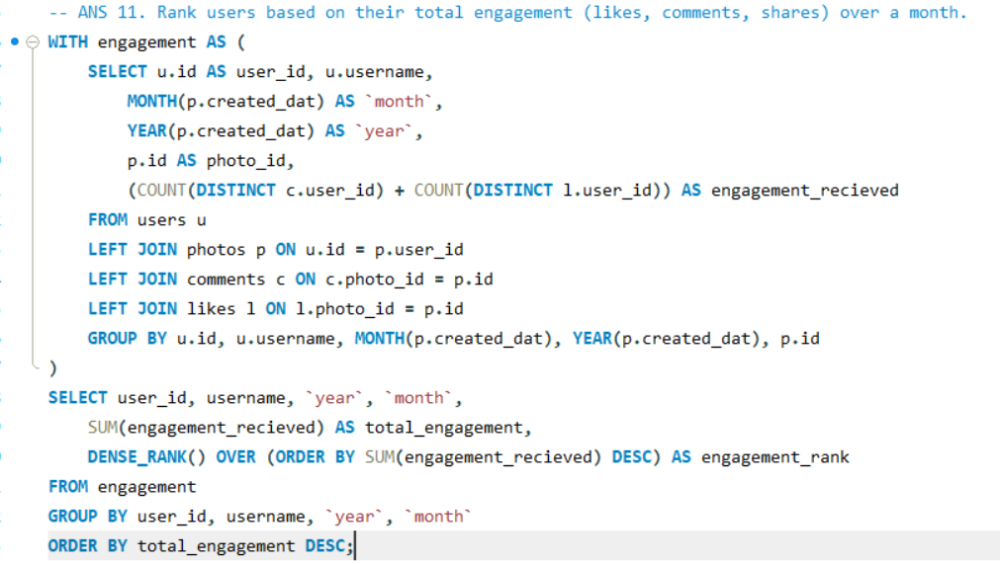 -- ANS 11. Rank users based on their total engagement (likes, comments, shares) over a month.
WITH engagement AS (
SELECT u.id AS user_id, u.username,
MONTH(p.created_dat) AS `month`,
YEAR(p.created_dat) AS `year`,
p.id AS photo_id,
(COUNT(DISTINCT c.user_id) + COUNT(DISTINCT l.user_id)) AS engagement_recieved
FROM users u
LEFT JOIN photos p ON u.id = p.user_id
LEFT JOIN comments c ON c.photo_id = p.id
LEFT JOIN likes l ON l.photo_id = p.id
GROUP BY u.id, u.username, MONTH(p.created_dat), YEAR(p.created_dat), p.id
)
SELECT user_id, username, `year`, `month`,
SUM(engagement_recieved) AS total_engagement,
DENSE_RANK() OVER (ORDER BY SUM(engagement_recieved) DESC) AS engagement_rank
FROM engagement
GROUP BY user_id, username, `year`, `month`
ORDER BY total_engagement DESC;